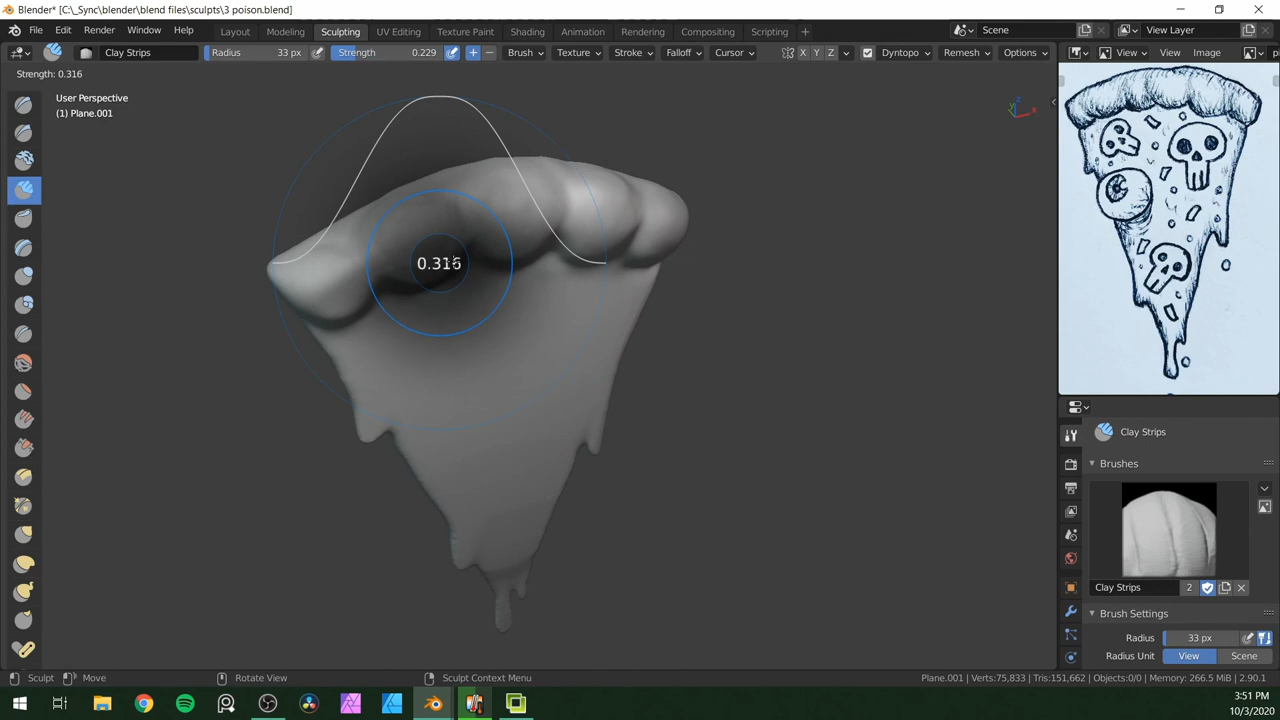 Blender* [C:\_Sync\blender\blend files\sculpts\3 poison.blend]
File Edit Render Window Help Layout Modeling Sculpting UV Editing Texture Paint Shading Animation Rendering Compositing Scripting + Scene View Layer
Clay Strips Radius 33 px Strength 0.229 Brush Texture Stroke Falloff Cursor X Y Z Dyntopo Remesh Options View View Image
Strength: 0.316
User Perspective
(1) Plane.001
0.316
Clay Strips
Brushes
Clay Strips 2
Brush Settings
Radius 33 px
Radius Unit View Scene
Sculpt Move Rotate View Sculpt Context Menu Plane.001 | Verts:75,833 | Tris:151,662 | Objects:0/0 | Memory: 266.5 MiB | 2.90.1
3:51 PM
10/3/2020